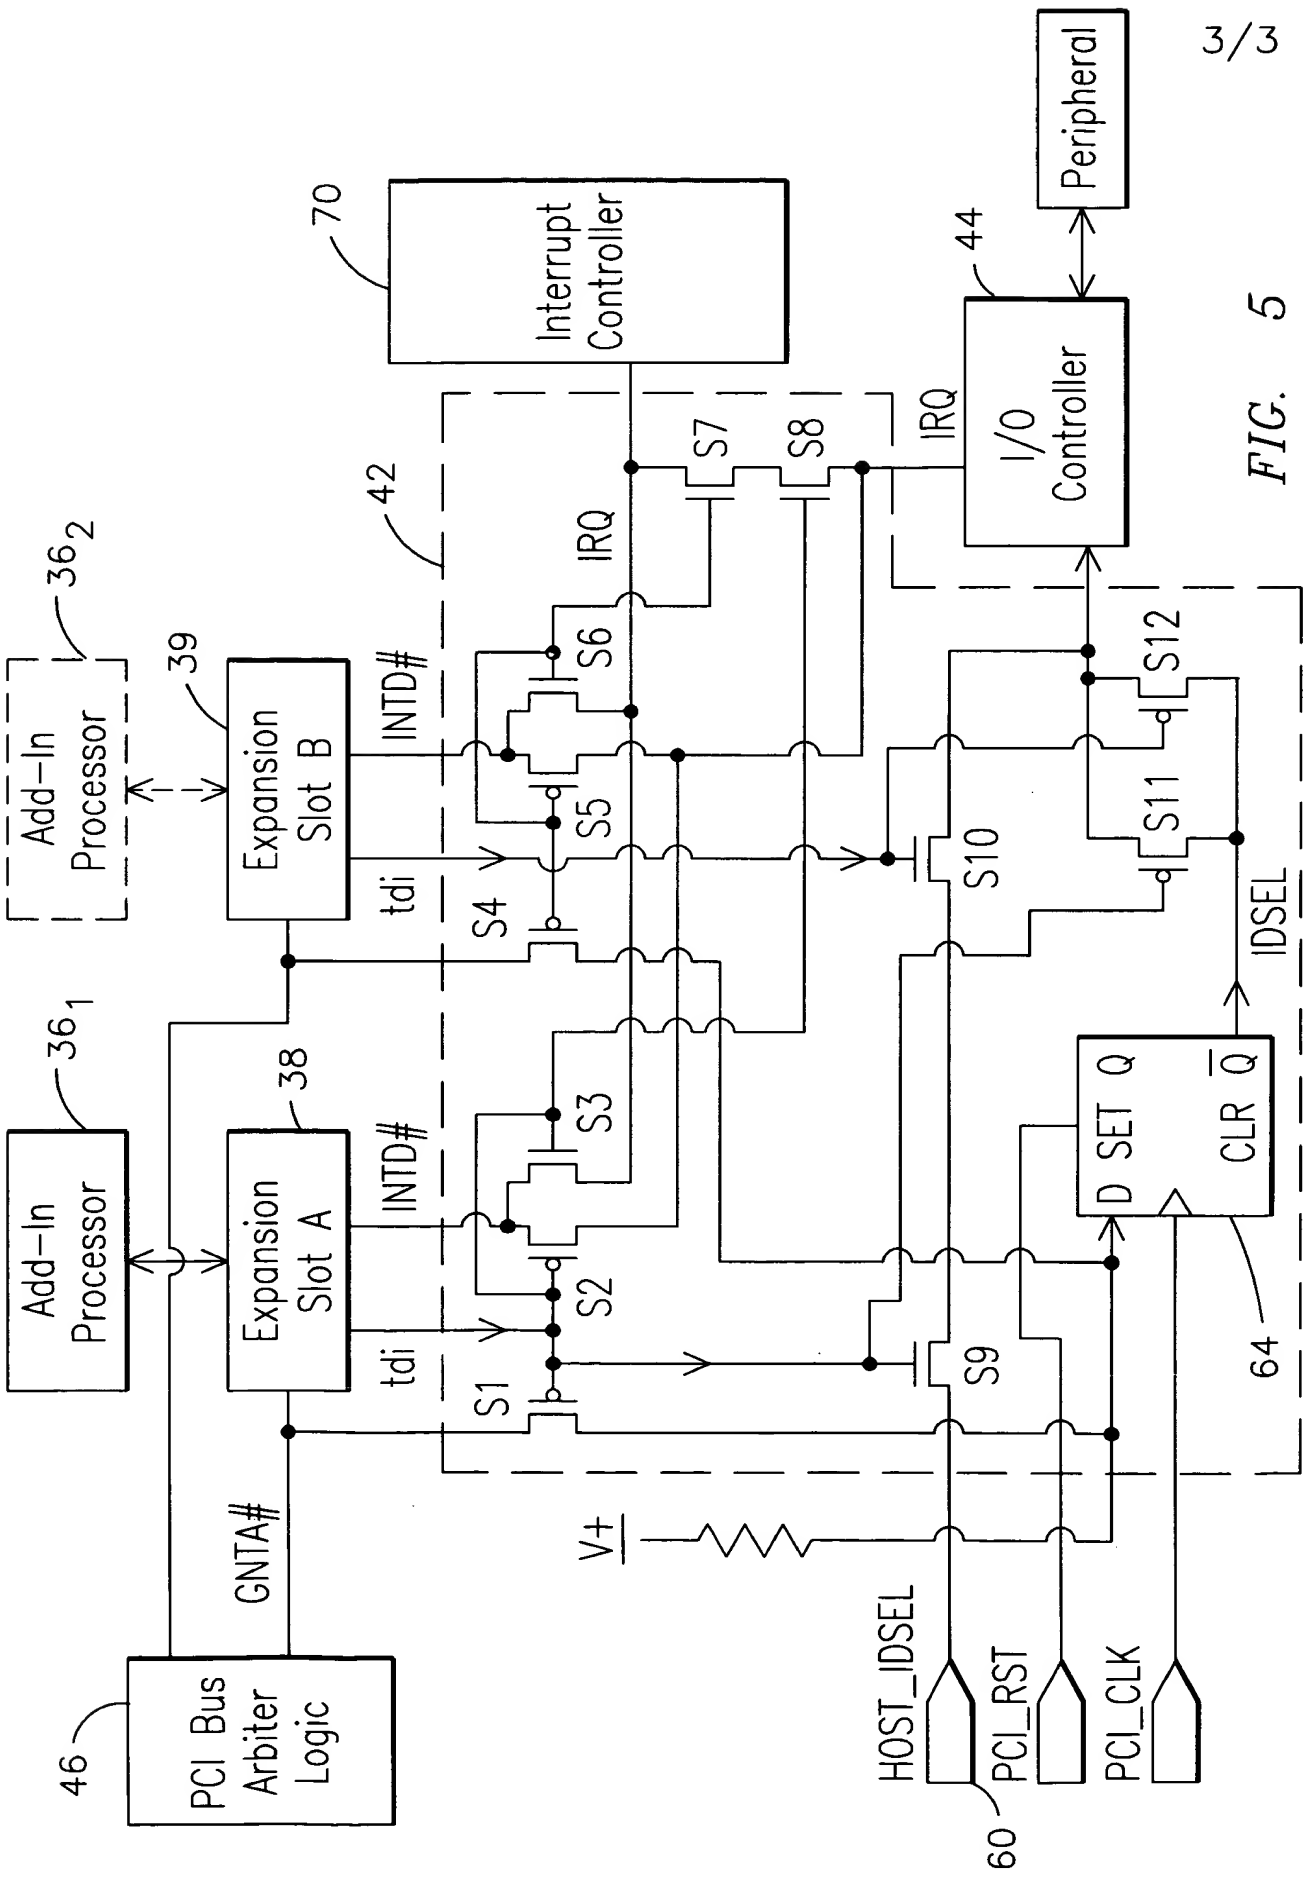 3/3
46
PCI Bus
Arbiter
Logic
GNTA#
Add-In
Processor
36₁
Add-In
Processor
36₂
Expansion
Slot A
38
Expansion
Slot B
39
tdi
INTD#
tdi
INTD#
42
70
Interrupt
Controller
S1
S2
S3
S4
S5
S6
IRQ
S7
S8
V+
IRQ
44
I/O
Controller
Peripheral
HOST_IDSEL
60
PCI_RST
PCI_CLK
S9
S10
S11
S12
D SET Q
CLR Q̅
64
IDSEL
FIG. 5